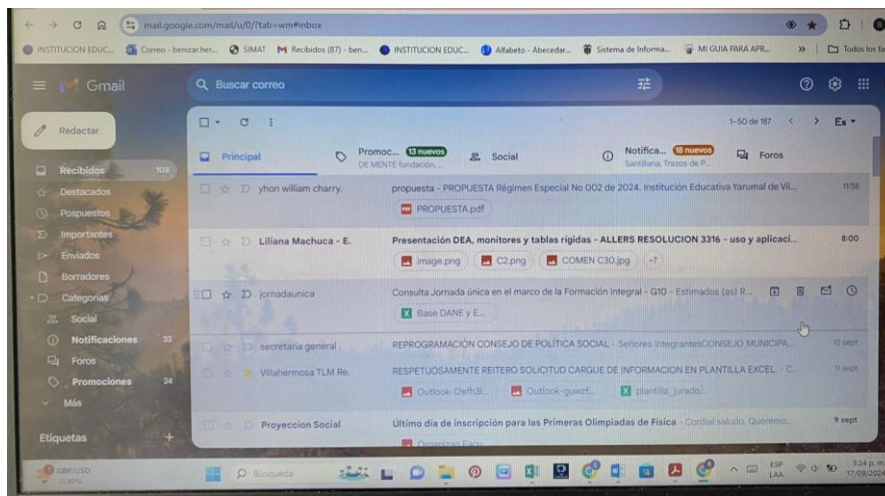 mail.google.com/mail/u/0/?tab=wm#inbox
INSTITUCION EDUC... Correo - benizar.her... SIMAT Recibidos (87) - ben... INSTITUCION EDUC... Alfabeto - Abecedar... Sistema de Informa... MI GUIA PARA APR... » Todos los
Gmail
Buscar correo
Redactar
1–50 de 187 Es
Principal
Promoc... 13 nuevos
DE MENTE fundación, ...
Social
Notifica... 18 nuevos
Santillana, Trazos de P...
Foros
Recibidos 108
Destacados
Pospuestos
Importantes
Enviados
Borradores
Categorías
Social
Notificaciones 33
Foros
Promociones 24
Más
Etiquetas +
yhon william charry. propuesta - PROPUESTA Régimen Especial No 002 de 2024. Institución Educativa Yarumal de Vil... 11:58
PROPUESTA.pdf
Liliana Machuca - E. Presentación DEA, monitores y tablas rígidas - ALLERS RESOLUCION 3316 - uso y aplicaci... 8:00
image.png C2.png COMEN C30.jpg +7
jornadaunica Consulta Jornada única en el marco de la Formación Integral - G10 - Estimados (as) R...
Base DANE y E...
secretaria general . REPROGRAMACIÓN CONSEJO DE POLÍTICA SOCIAL - Señores IntegrantesCONSEJO MUNICIPA... 12 sept
Villahermosa TLM Re. RESPETUOSAMENTE REITERO SOLICITUD CARGUE DE INFORMACION EN PLANTILLA EXCEL. - C... 11 sept
plantilla_jurado...
Proyeccion Social Último día de inscripción para las Primeras Olimpiadas de Física - Cordial saludo, Queremo... 9 sept
GBP/USD
Búsqueda
ESP
LAA
3:24 p. m.
17/09/2024